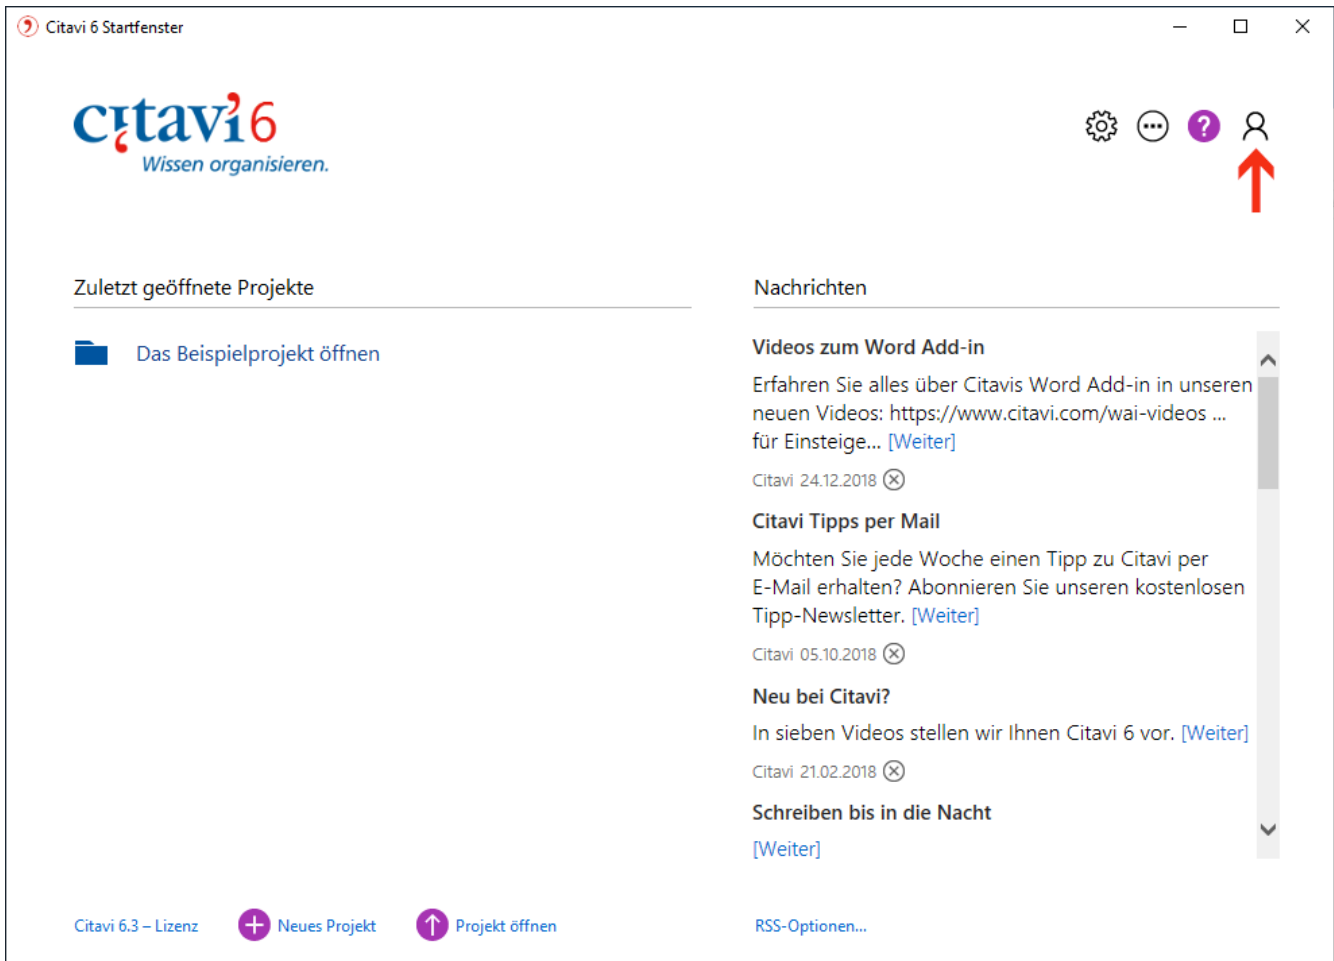 Citavi 6 Startfenster
citavi 6
Wissen organisieren.
?
Zuletzt geöffnete Projekte
Das Beispielprojekt öffnen
Nachrichten
Videos zum Word Add-in
Erfahren Sie alles über Citavis Word Add-in in unseren
neuen Videos: https://www.citavi.com/wai-videos ...
für Einsteige... [Weiter]
Citavi 24.12.2018
Citavi Tipps per Mail
Möchten Sie jede Woche einen Tipp zu Citavi per
E-Mail erhalten? Abonnieren Sie unseren kostenlosen
Tipp-Newsletter. [Weiter]
Citavi 05.10.2018
Neu bei Citavi?
In sieben Videos stellen wir Ihnen Citavi 6 vor. [Weiter]
Citavi 21.02.2018
Schreiben bis in die Nacht
[Weiter]
Citavi 6.3 – Lizenz
Neues Projekt
Projekt öffnen
RSS-Optionen...